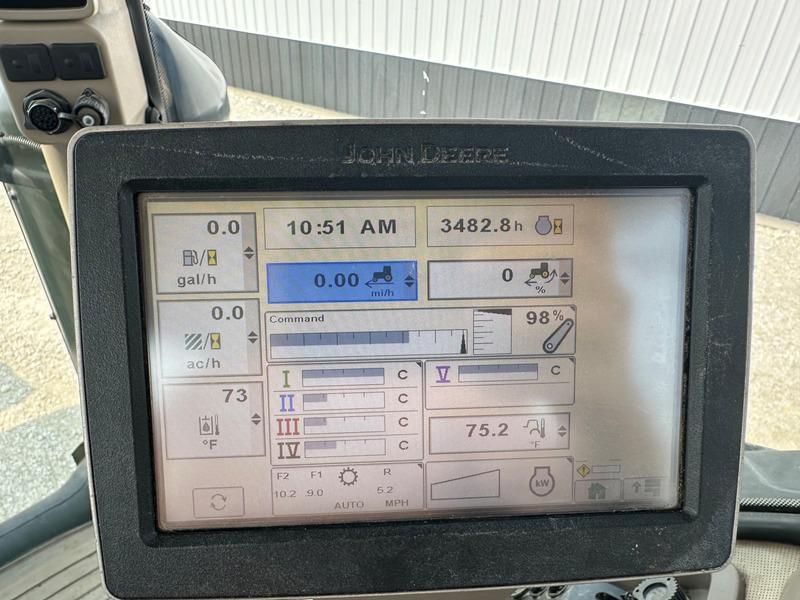 JOHN DEERE
0.0
gal/h
10:51 AM
3482.8 h
0.00
mi/h
0
%
0.0
ac/h
Command
98 %
73
°F
I C
II C
III C
IV C
V C
75.2
°F
F2 F1 R
10.2 .9.0 5.2
AUTO MPH
kW